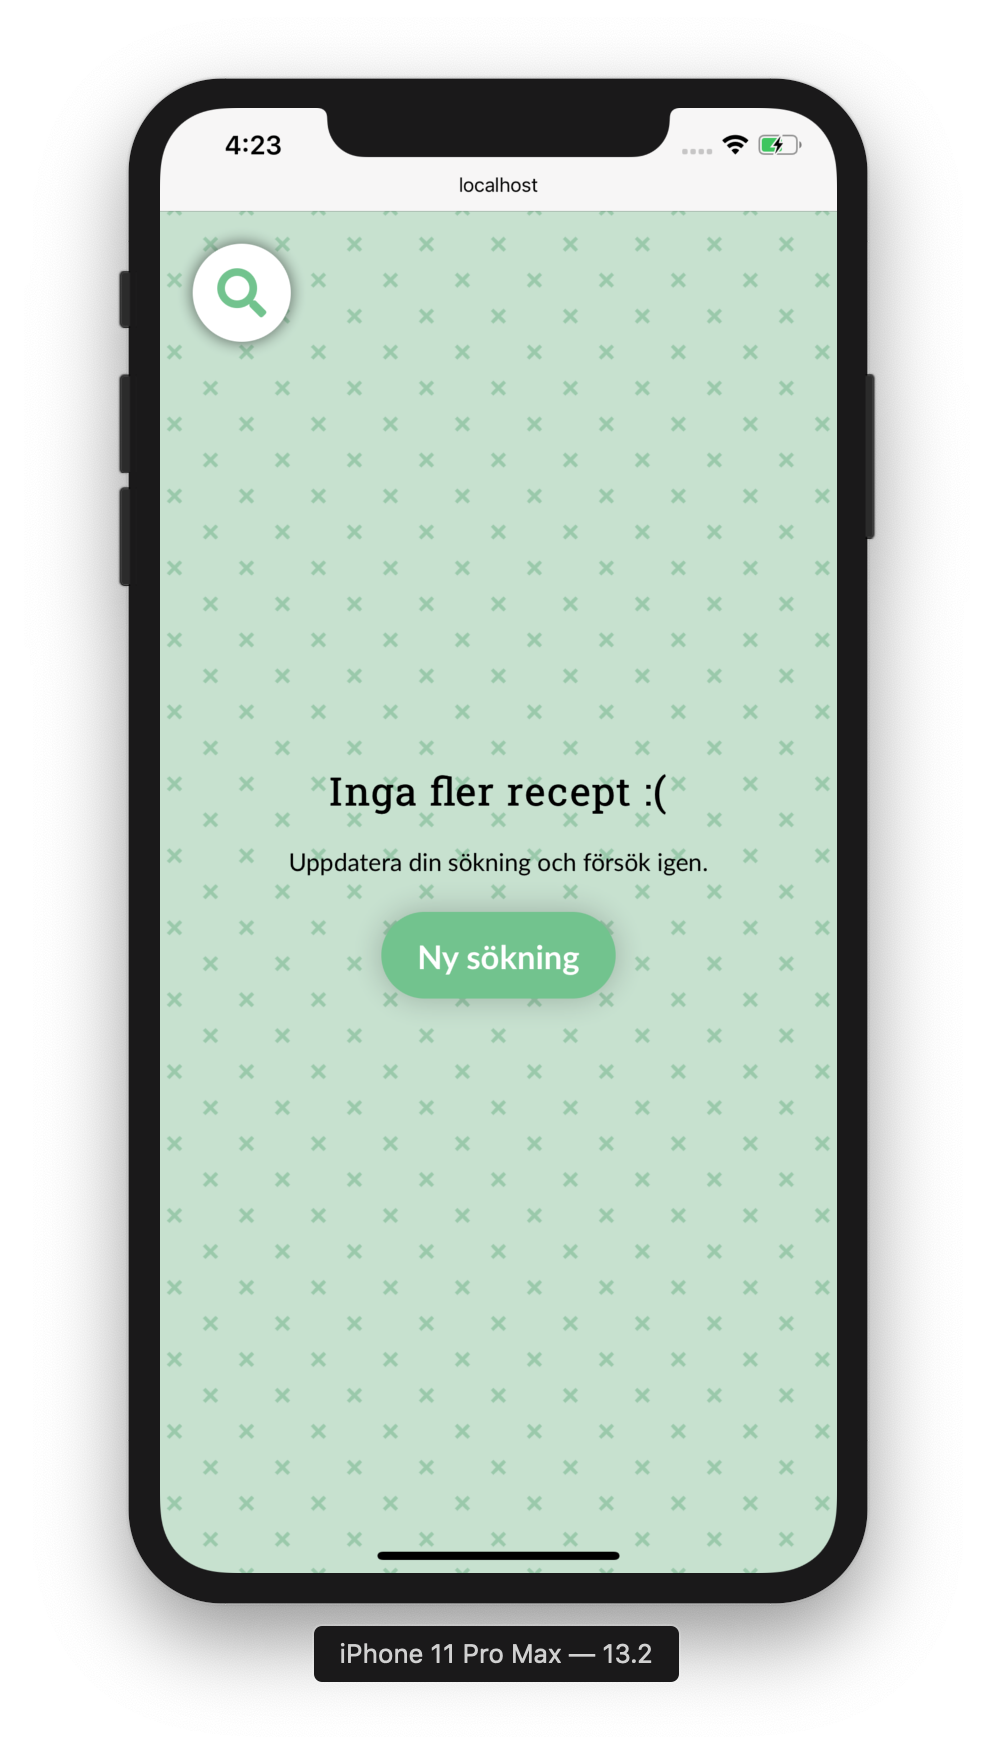 4:23
localhost
Inga fler recept :(
Uppdatera din sökning och försök igen.
Ny sökning
iPhone 11 Pro Max — 13.2